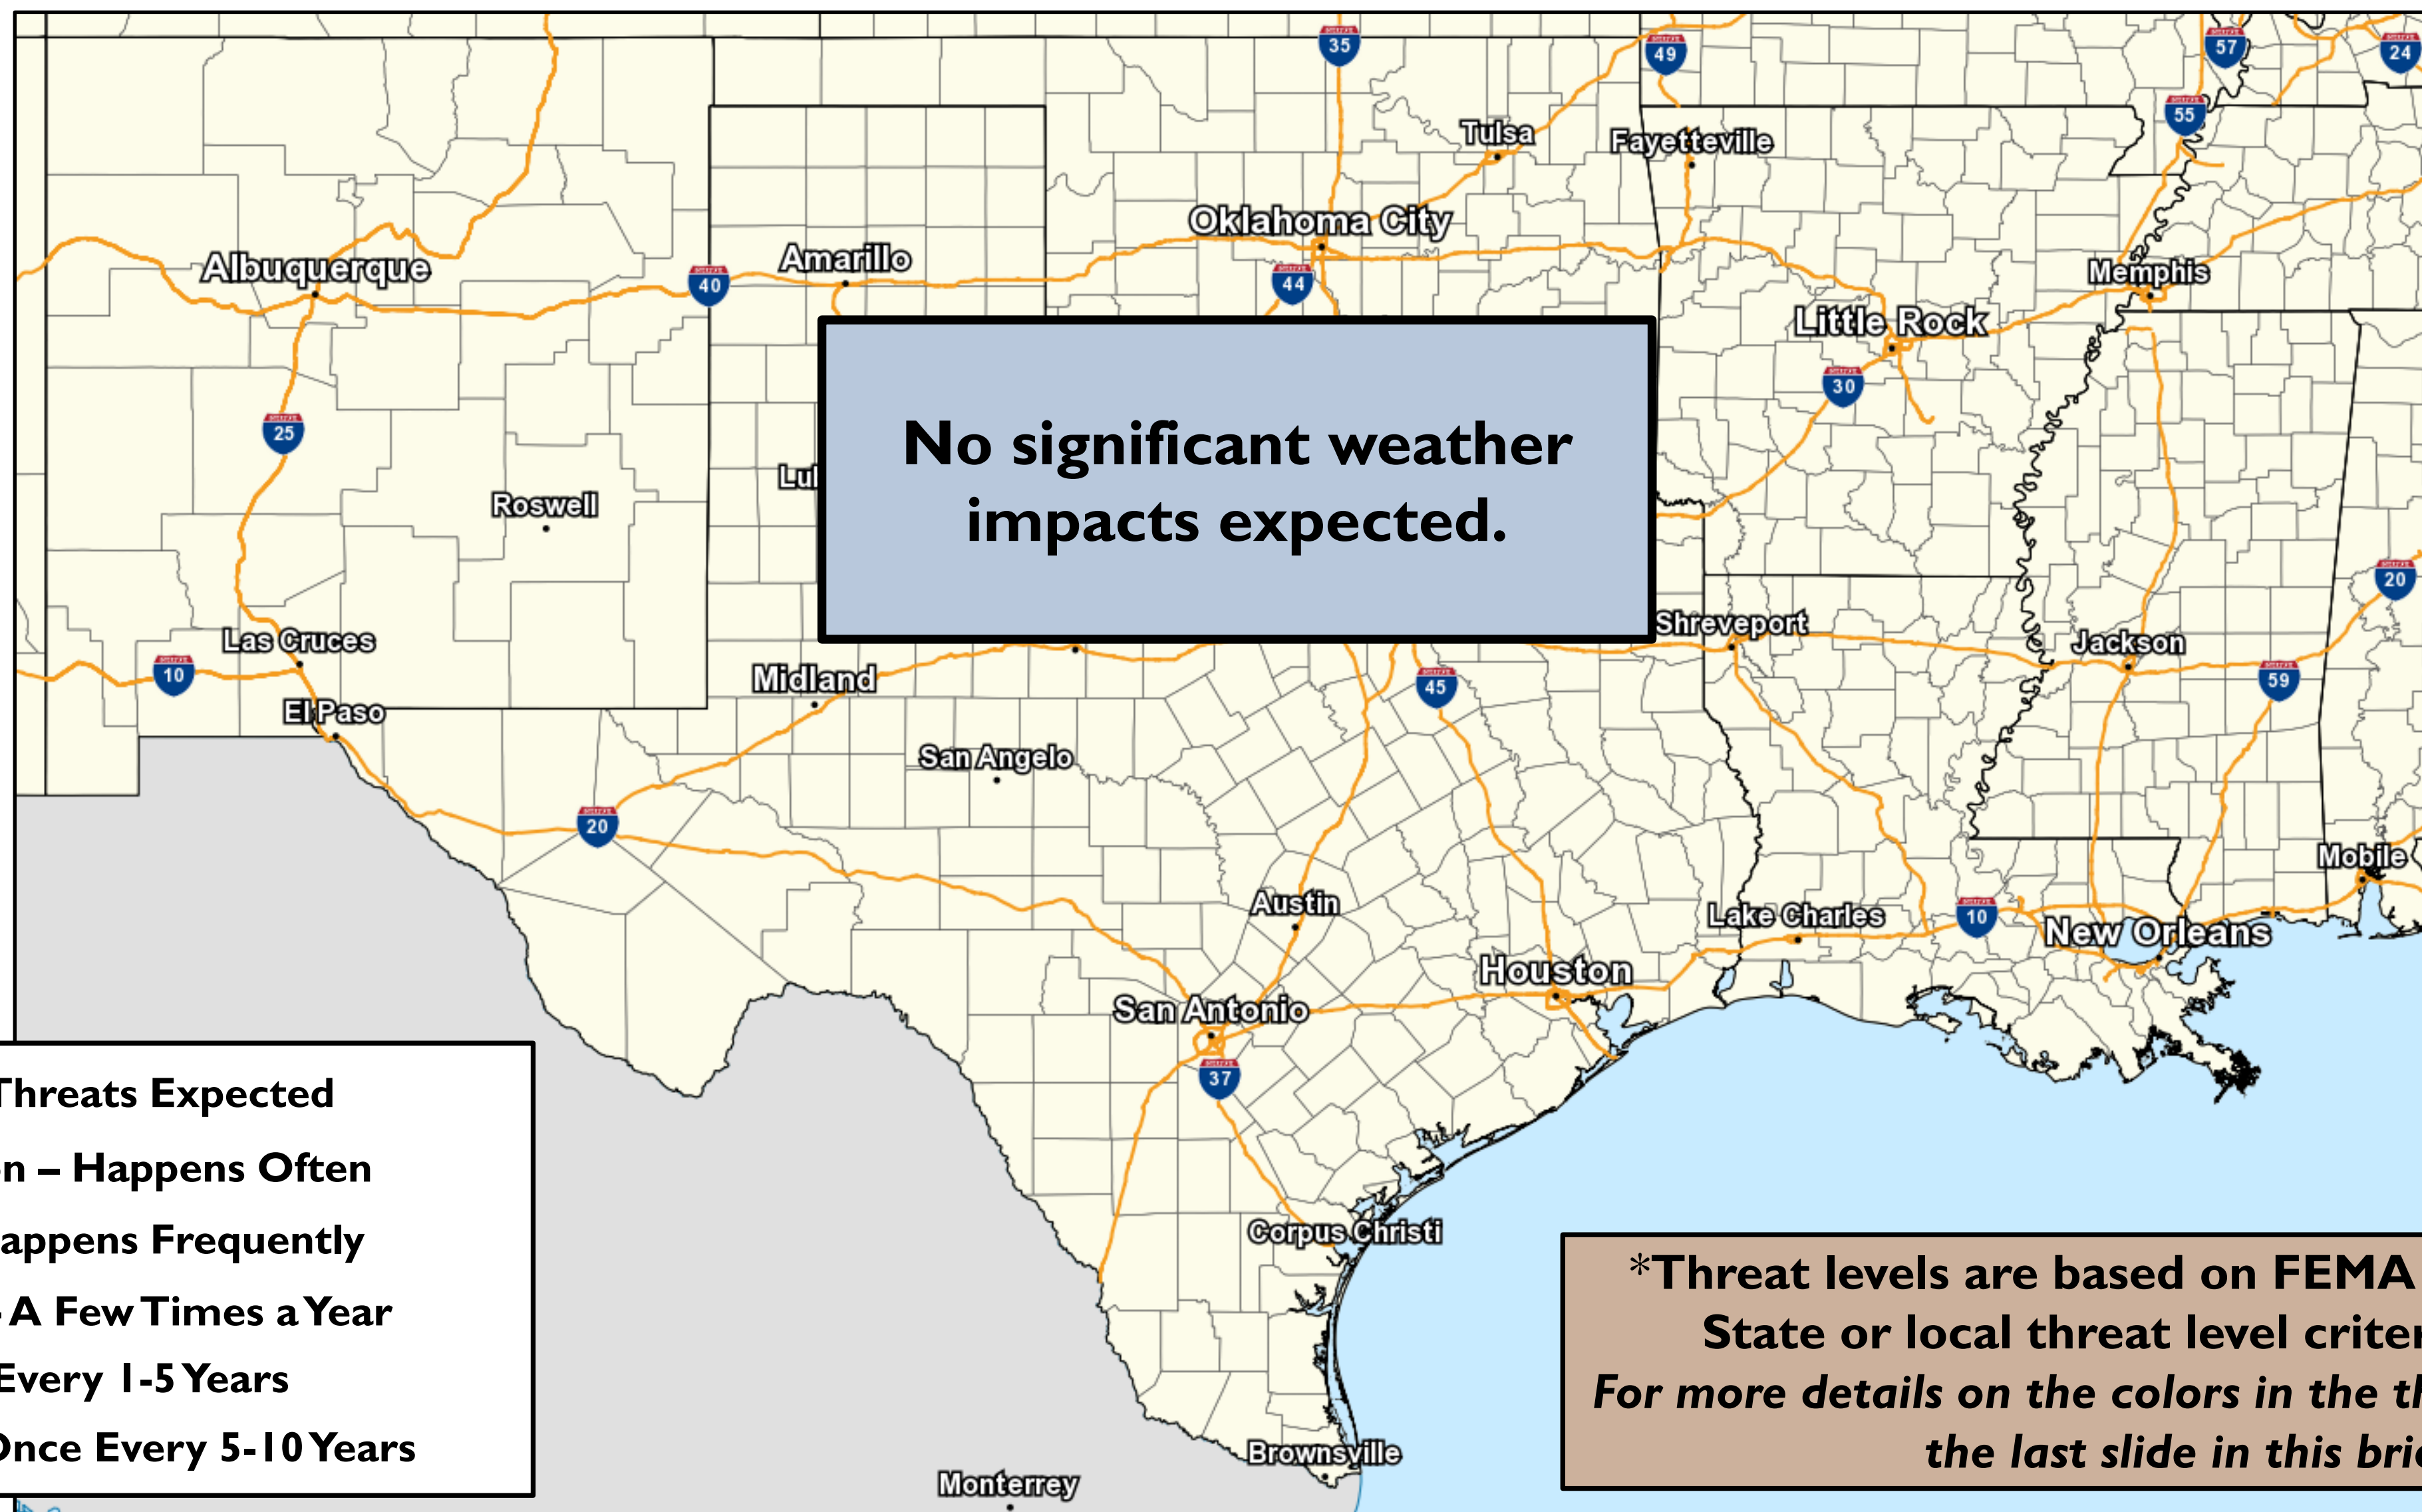 35
49
57
24
55
Tulsa
Fayetteville
Oklahoma City
Albuquerque
Amarillo
40
44
Memphis
Little Rock
30
25
No significant weather
impacts expected.
Roswell
20
Shreveport
Las Cruces
Jackson
10
Midland
45
59
El Paso
San Angelo
20
Mobile
Austin
Lake Charles
10
New Orleans
Houston
San Antonio
37
Threats Expected
n – Happens Often
appens Frequently
- A Few Times a Year
Every 1-5 Years
Once Every 5-10 Years
Corpus Christi
*Threat levels are based on FEMA
State or local threat level criter
For more details on the colors in the th
the last slide in this brie
Brownsville
Monterrey